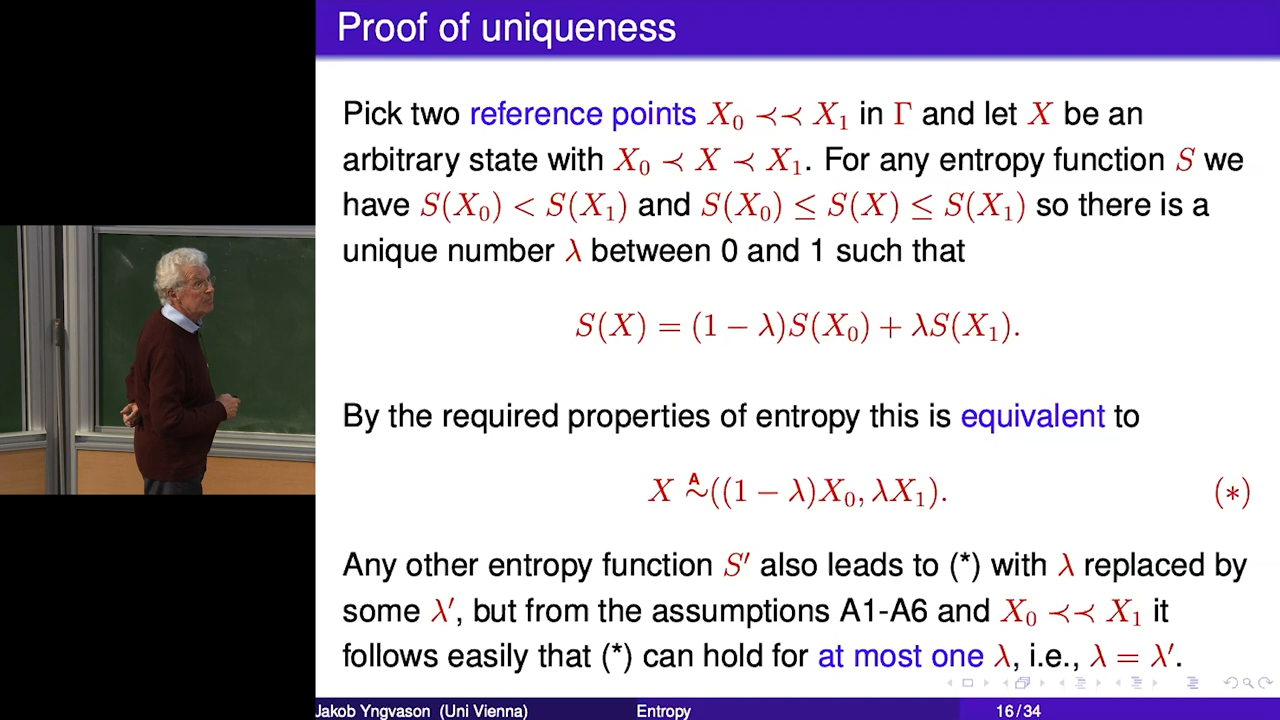 Proof of uniqueness
Pick two reference points X₀ ≺≺ X₁ in Γ and let X be an
arbitrary state with X₀ ≺ X ≺ X₁. For any entropy function S we
have S(X₀) < S(X₁) and S(X₀) ≤ S(X) ≤ S(X₁) so there is a
unique number λ between 0 and 1 such that
S(X) = (1 − λ)S(X₀) + λS(X₁).
By the required properties of entropy this is equivalent to
X ∼ᴬ ((1 − λ)X₀, λX₁). (∗)
Any other entropy function S′ also leads to (*) with λ replaced by
some λ′, but from the assumptions A1-A6 and X₀ ≺≺ X₁ it
follows easily that (*) can hold for at most one λ, i.e., λ = λ′.
Jakob Yngvason (Uni Vienna) Entropy 16 / 34